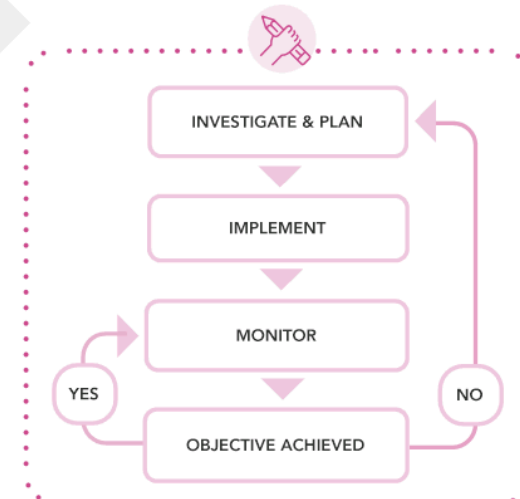 INVESTIGATE & PLAN
IMPLEMENT
MONITOR
YES
NO
OBJECTIVE ACHIEVED